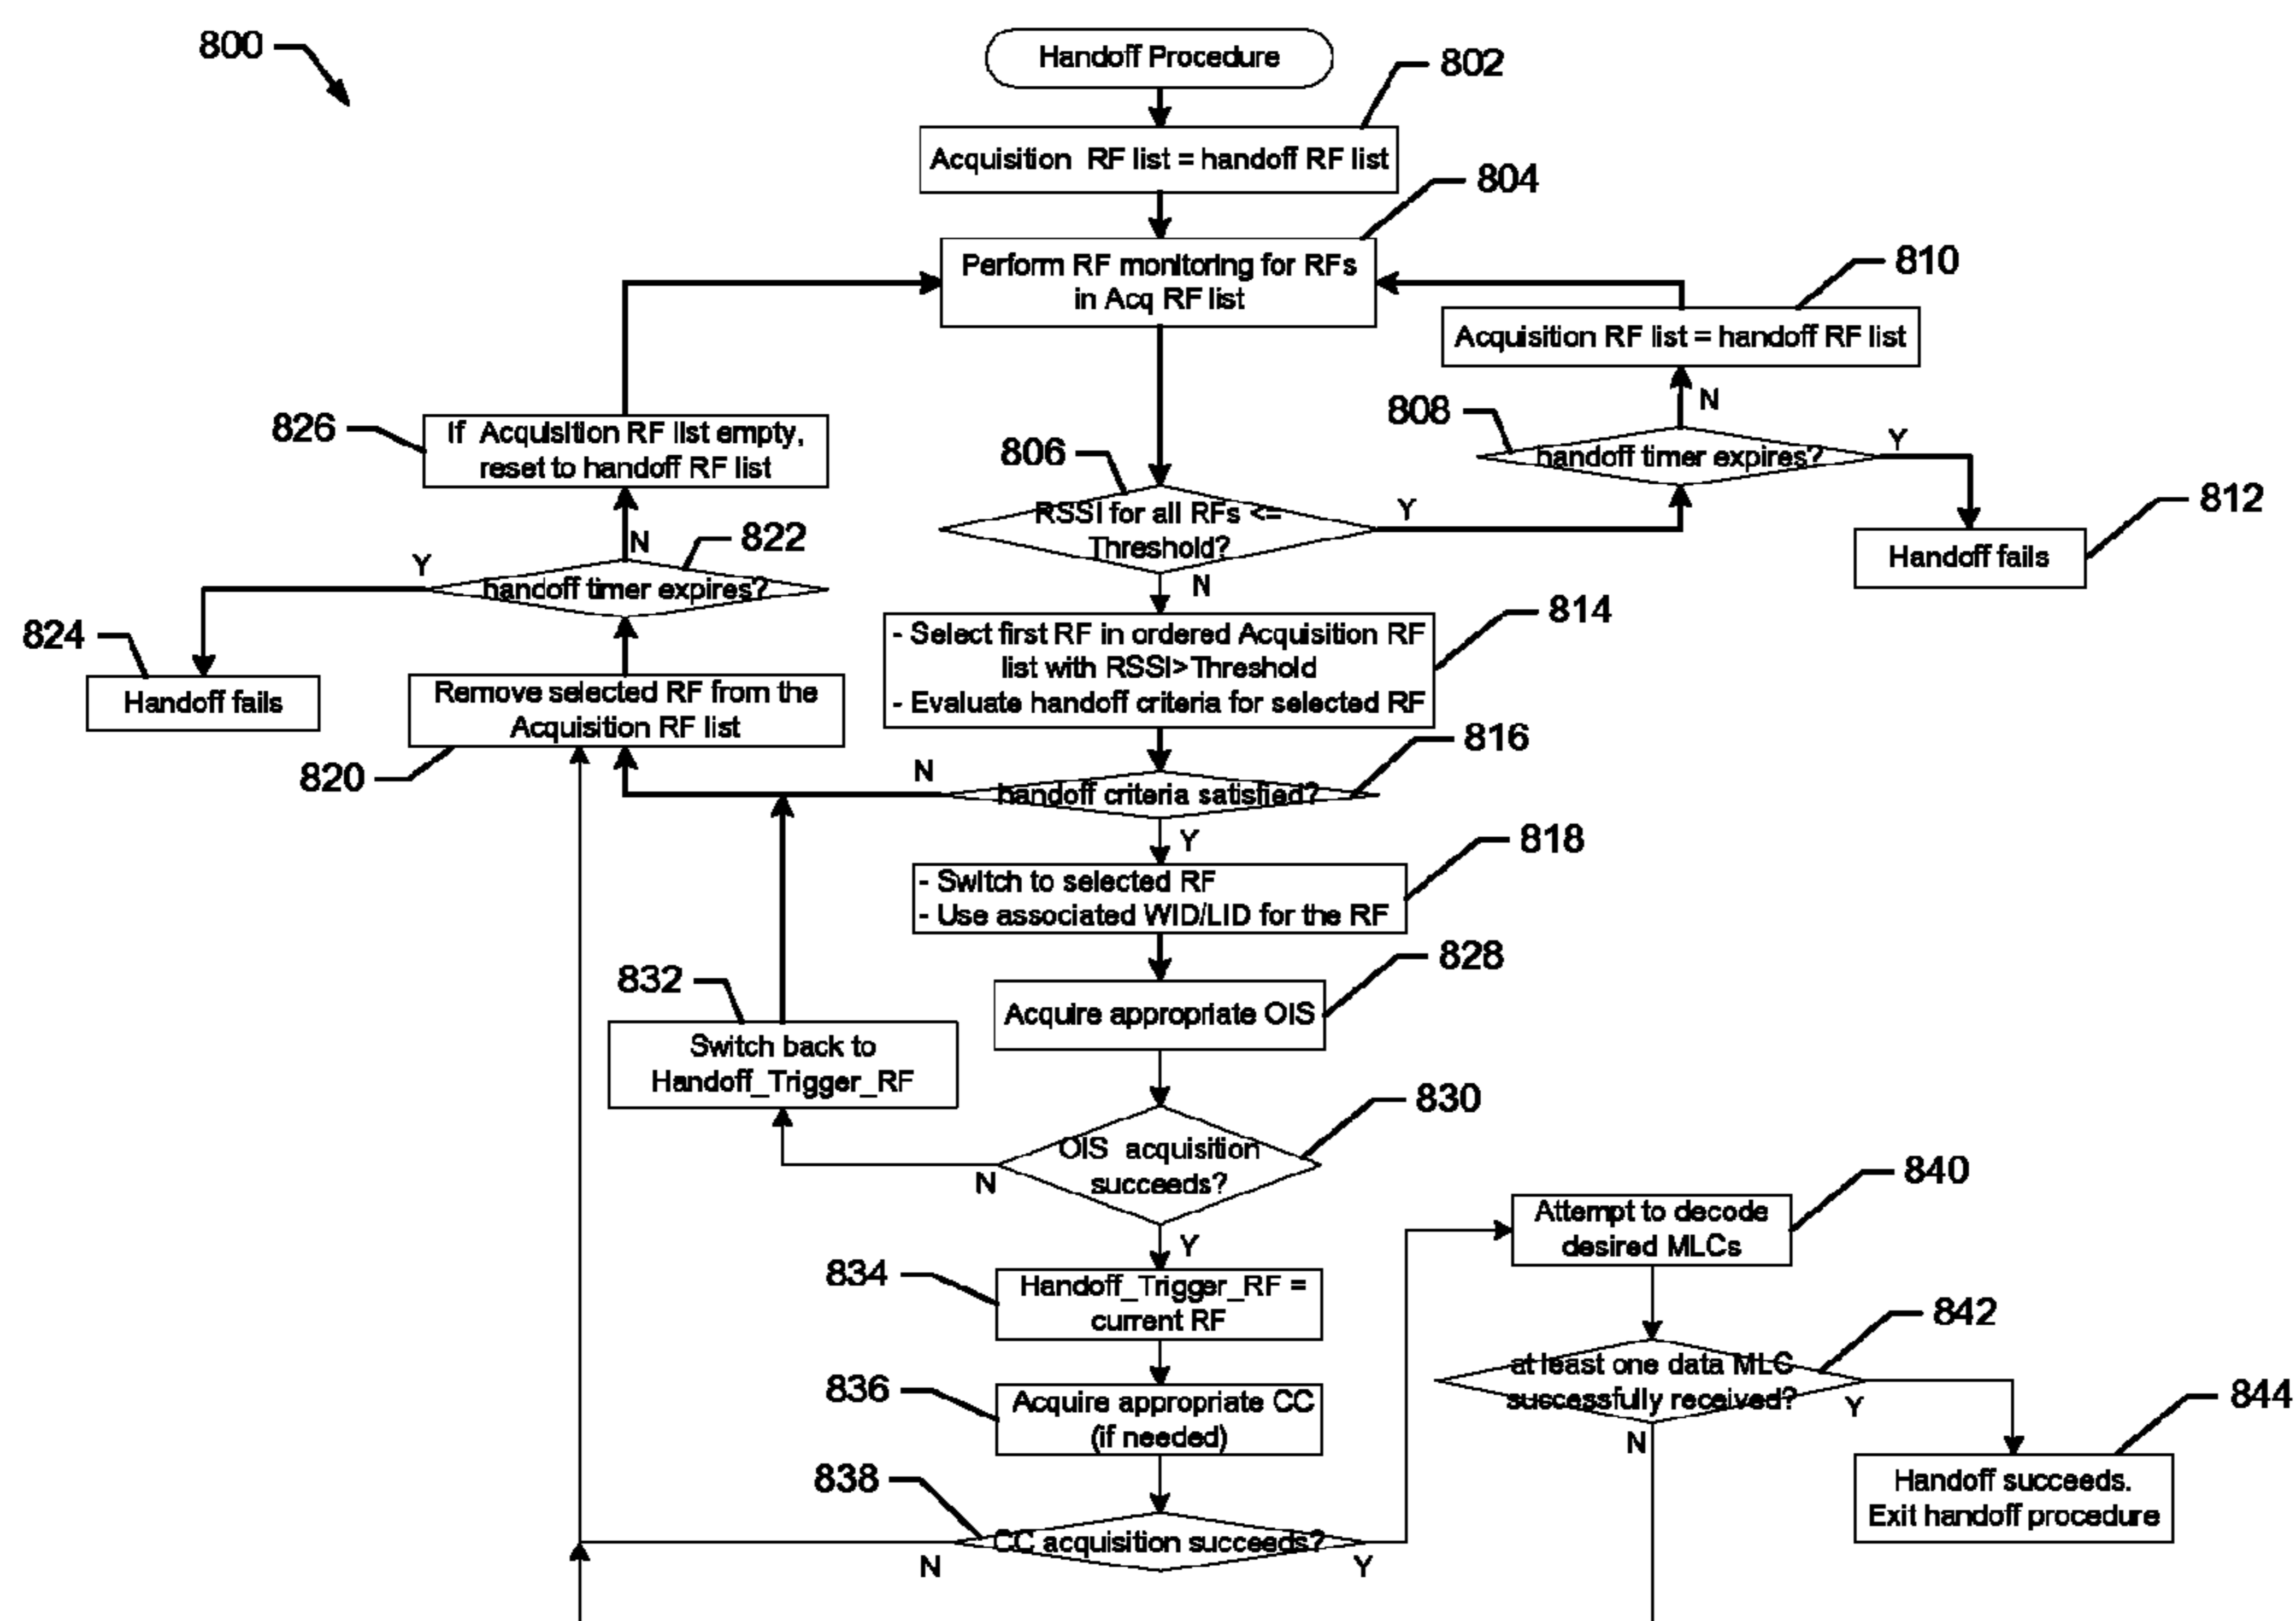 800
Handoff Procedure
802
Acquisition RF list = handoff RF list
804
Perform RF monitoring for RFs
in Acq RF list
810
Acquisition RF list = handoff RF list
N
808
handoff timer expires?
Y
812
Handoff fails
826
If Acquisition RF list empty,
reset to handoff RF list
806
RSSI for all RFs <=
Threshold?
Y
N
822
N
Y
handoff timer expires?
824
Handoff fails
814
- Select first RF in ordered Acquisition RF
list with RSSI>Threshold
- Evaluate handoff criteria for selected RF
Remove selected RF from the
Acquisition RF list
820
816
N
handoff criteria satisfied?
Y
818
- Switch to selected RF
- Use associated WID/LID for the RF
828
Acquire appropriate OIS
832
Switch back to
Handoff_Trigger_RF
830
OIS acquisition
succeeds?
N
Y
834
Handoff_Trigger_RF =
current RF
836
Acquire appropriate CC
(if needed)
838
CC acquisition succeeds?
N
Y
840
Attempt to decode
desired MLCs
842
at least one data MLC
successfully received?
Y
N
844
Handoff succeeds.
Exit handoff procedure